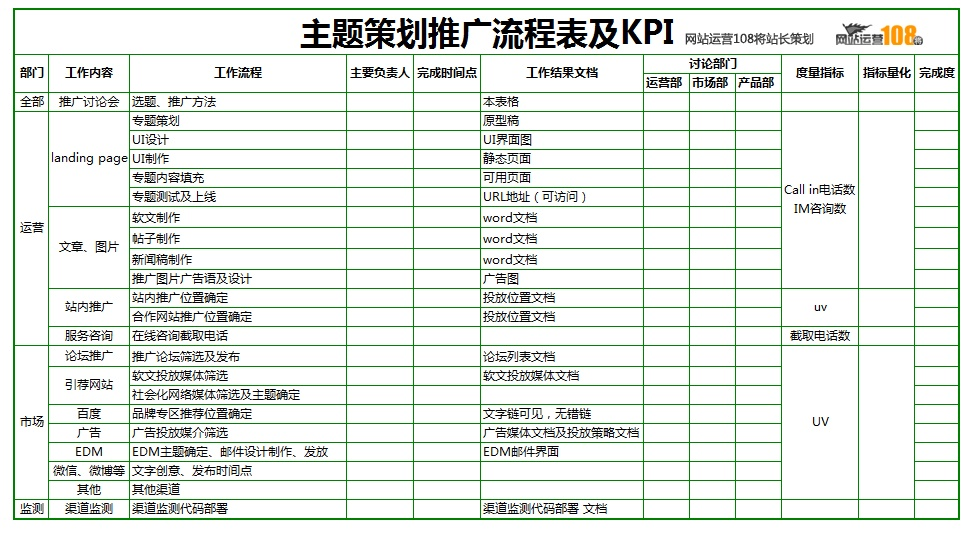 主题策划推广流程表及KPI 网站运营108将站长策划 网站运营108将
部门 工作内容 工作流程 主要负责人 完成时间点 工作结果文档 讨论部门 度量指标 指标量化 完成度
运营部 市场部 产品部
全部 推广讨论会 选题、推广方法 本表格
运营 landing page 专题策划 原型稿 Call in电话数
IM咨询数
UI设计 UI界面图
UI制作 静态页面
专题内容填充 可用页面
专题测试及上线 URL地址（可访问）
文章、图片 软文制作 word文档
帖子制作 word文档
新闻稿制作 word文档
推广图片广告语及设计 广告图
站内推广 站内推广位置确定 投放位置文档 uv
合作网站推广位置确定 投放位置文档
服务咨询 在线咨询截取电话 截取电话数
市场 论坛推广 推广论坛筛选及发布 论坛列表文档 UV
引荐网站 软文投放媒体筛选 软文投放媒体文档
社会化网络媒体筛选及主题确定
百度 品牌专区推荐位置确定 文字链可见，无错链
广告 广告投放媒介筛选 广告媒体文档及投放策略文档
EDM EDM主题确定、邮件设计制作、发放 EDM邮件界面
微信、微博等 文字创意、发布时间点
其他 其他渠道
监测 渠道监测 渠道监测代码部署 渠道监测代码部署 文档